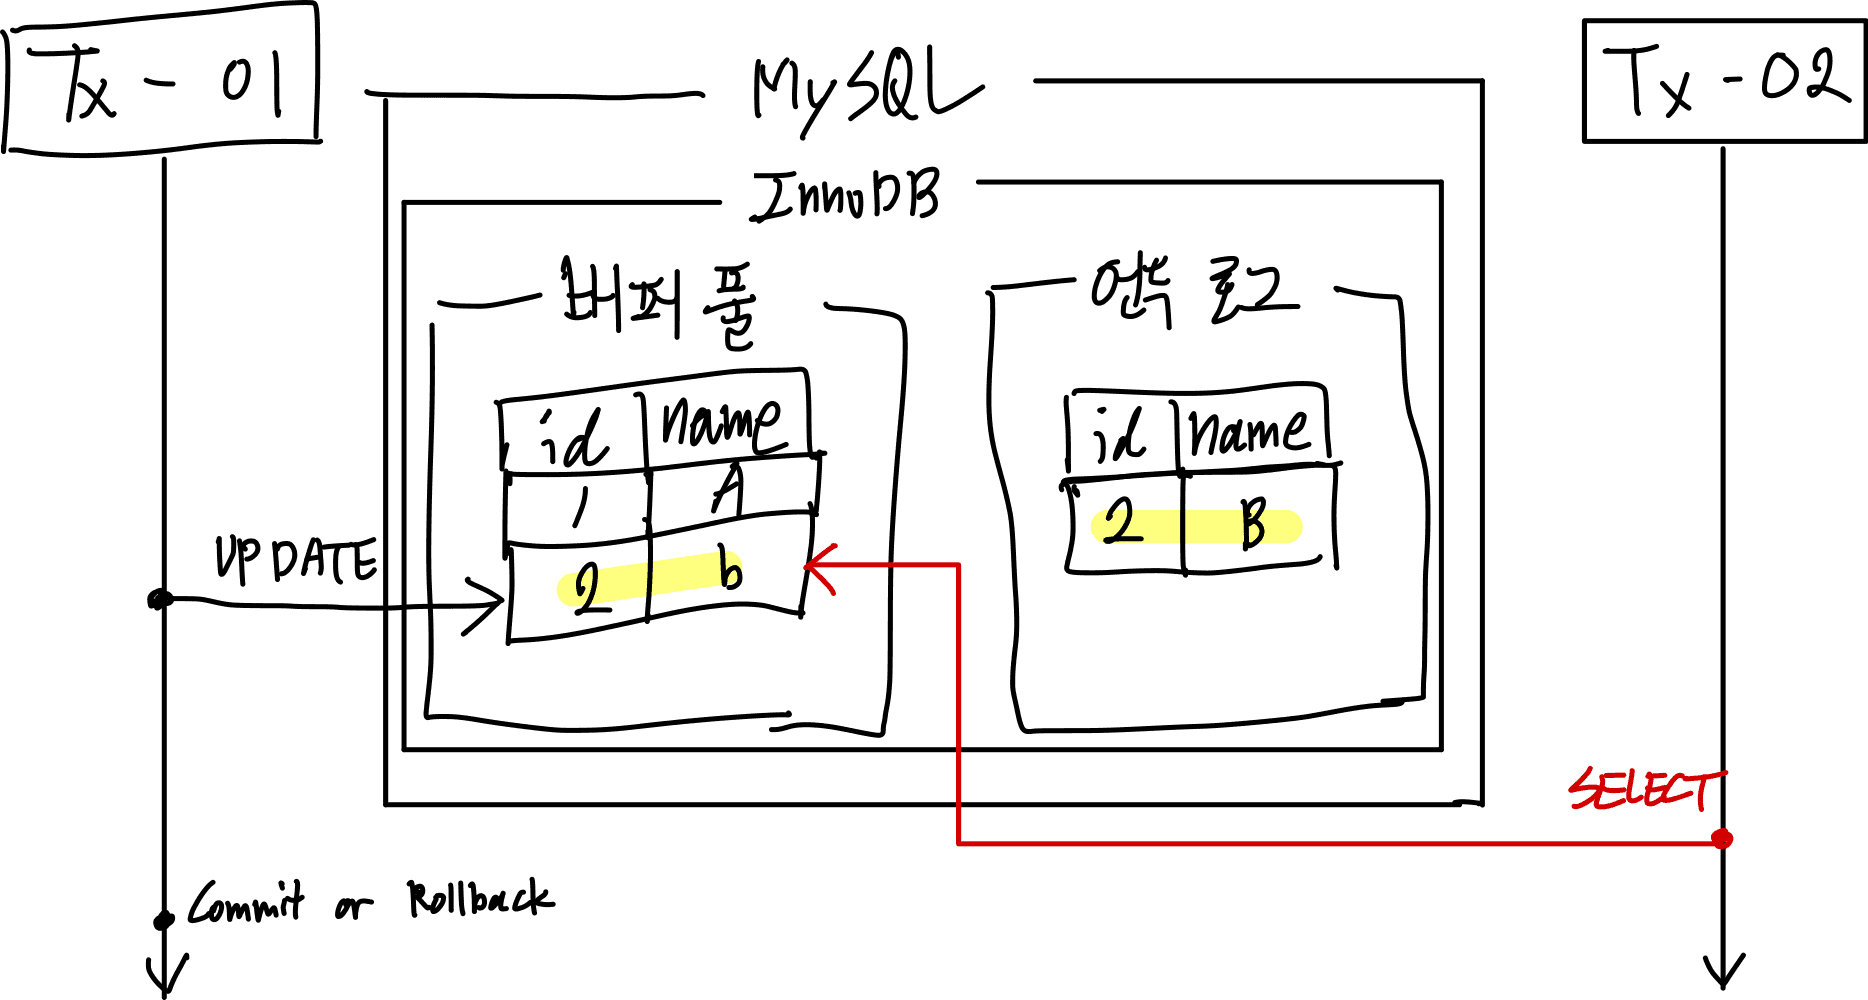 Tx - 01
MySQL
Tx - 02
InnoDB
버퍼 풀
언두 로그
id name
1 A
2 b
id name
2 B
UPDATE
SELECT
Commit or Rollback